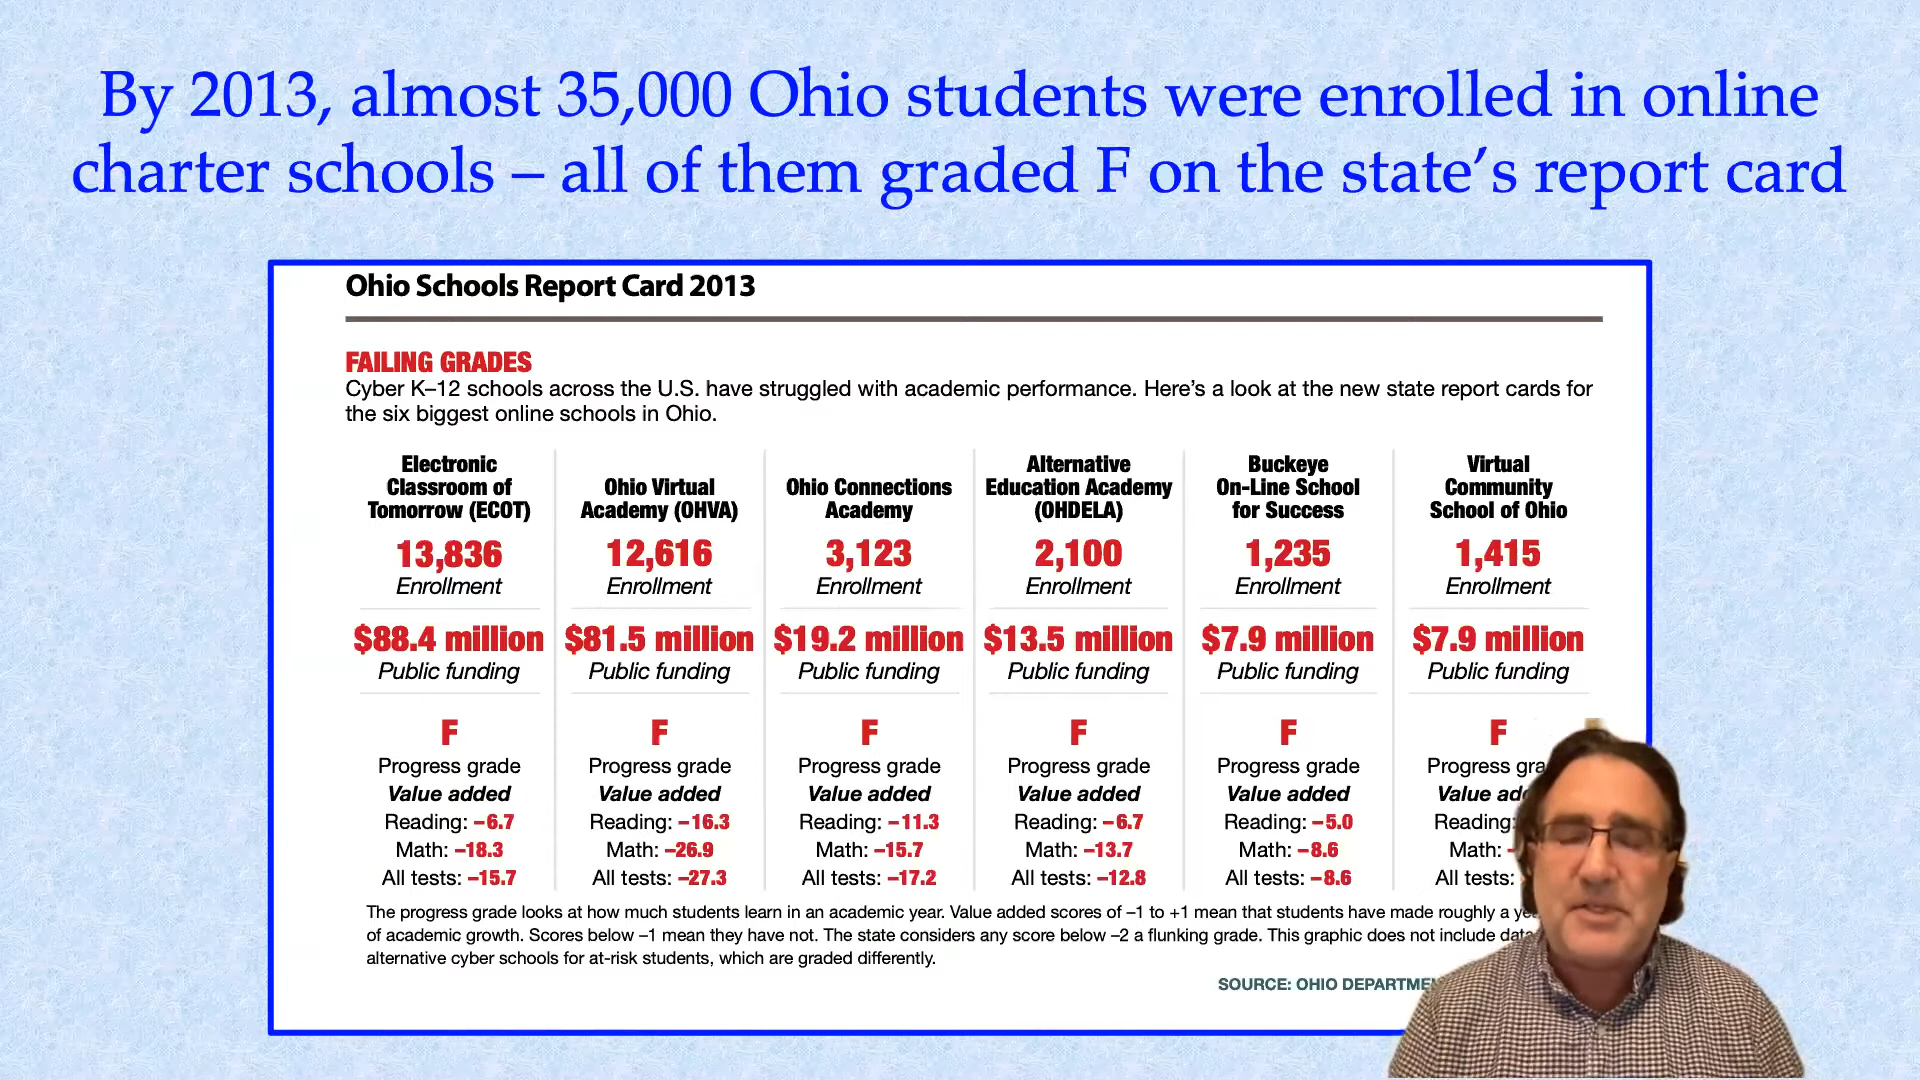 By 2013, almost 35,000 Ohio students were enrolled in online
charter schools – all of them graded F on the state’s report card
Ohio Schools Report Card 2013
FAILING GRADES
Cyber K–12 schools across the U.S. have struggled with academic performance. Here’s a look at the new state report cards for
the six biggest online schools in Ohio.
Electronic
Classroom of
Tomorrow (ECOT)
13,836
Enrollment
$88.4 million
Public funding
F
Progress grade
Value added
Reading: –6.7
Math: –18.3
All tests: –15.7
Ohio Virtual
Academy (OHVA)
12,616
Enrollment
$81.5 million
Public funding
F
Progress grade
Value added
Reading: –16.3
Math: –26.9
All tests: –27.3
Ohio Connections
Academy
3,123
Enrollment
$19.2 million
Public funding
F
Progress grade
Value added
Reading: –11.3
Math: –15.7
All tests: –17.2
Alternative
Education Academy
(OHDELA)
2,100
Enrollment
$13.5 million
Public funding
F
Progress grade
Value added
Reading: –6.7
Math: –13.7
All tests: –12.8
Buckeye
On-Line School
for Success
1,235
Enrollment
$7.9 million
Public funding
F
Progress grade
Value added
Reading: –5.0
Math: –8.6
All tests: –8.6
Virtual
Community
School of Ohio
1,415
Enrollment
$7.9 million
Public funding
F
Progress
Value
Reading:
Math:
All tests:
The progress grade looks at how much students learn in an academic year. Value added scores of –1 to +1 mean that students have made roughly a
of academic growth. Scores below –1 mean they have not. The state considers any score below –2 a flunking grade. This graphic does not include data
alternative cyber schools for at-risk students, which are graded differently.
SOURCE: OHIO